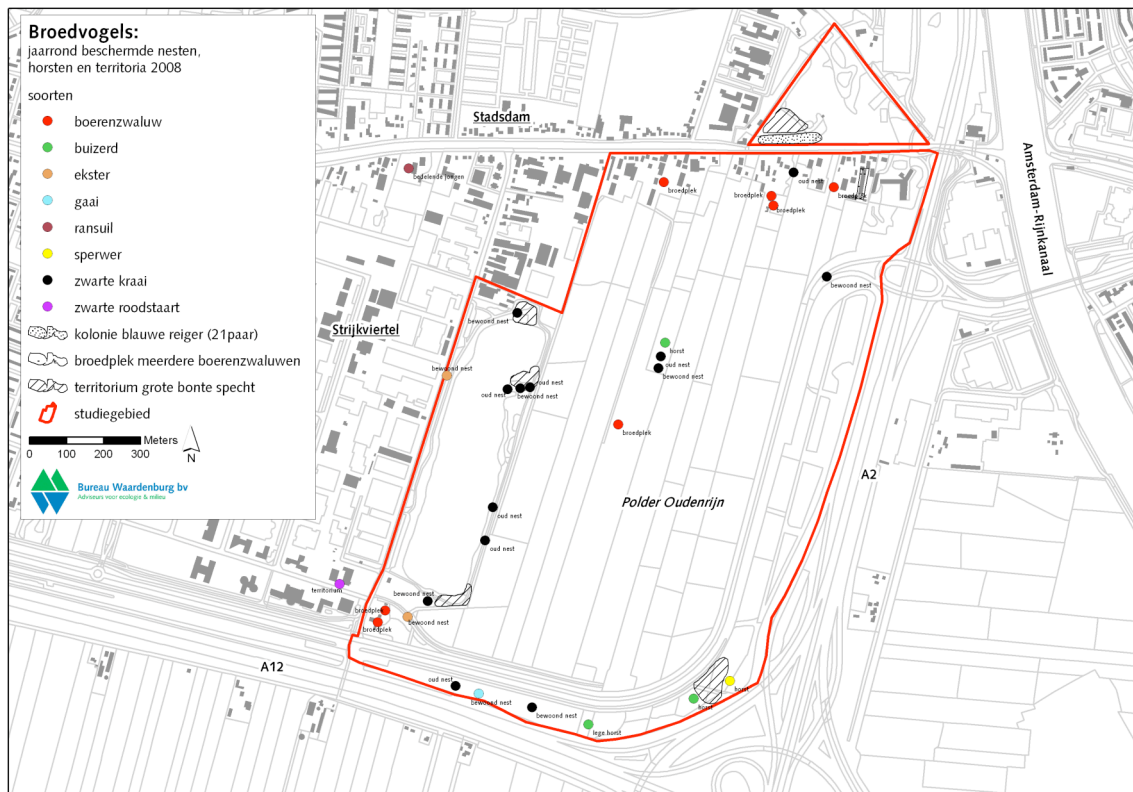 Broedvogels:
jaarrond beschermde nesten,
horsten en territoria 2008
soorten
boerenzwaluw
buizerd
ekster
gaai
ransuil
sperwer
zwarte kraai
zwarte roodstaart
kolonie blauwe reiger (21paar)
broedplek meerdere boerenzwaluwen
territorium grote bonte specht
studiegebied
Meters
0 100 200 300
N
Bureau Waardenburg bv
Adviseurs voor ecologie & milieu
Stadsdam
bedelende jongen
broedplek
oud nest
broedplek
broedplek
broedplek
Amsterdam-Rijnkanaal
bewoond nest
bewoond nest
Strijkviertel
horst
oud nest
bewoond nest
bewoond nest
oud nest
oud nest
bewoond nest
broedplek
A2
Polder Oudenrijn
oud nest
oud nest
territorium
bewoond nest
broedplek
bewoond nest
broedplek
A12
oud nest
bewoond nest
bewoond nest
horst
horst
lege horst